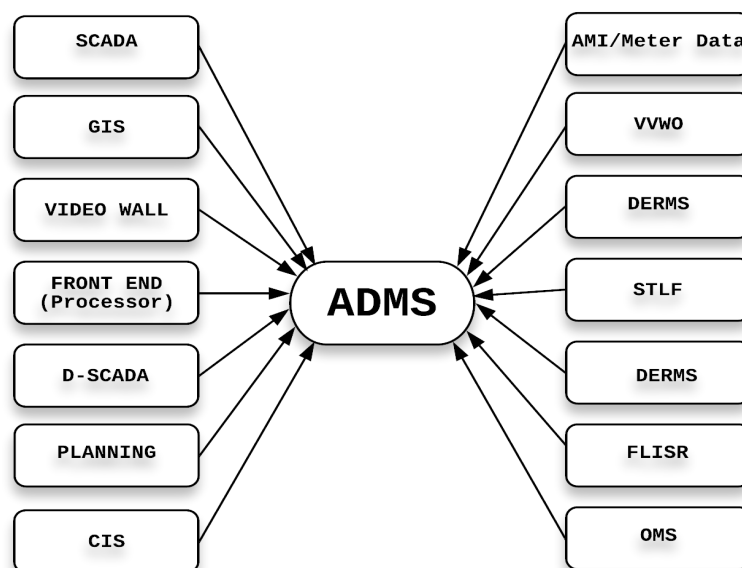 SCADA
GIS
VIDEO WALL
FRONT END
(Processor)
D-SCADA
PLANNING
CIS
ADMS
AMI/Meter Data
VVWO
DERMS
STLF
DERMS
FLISR
OMS